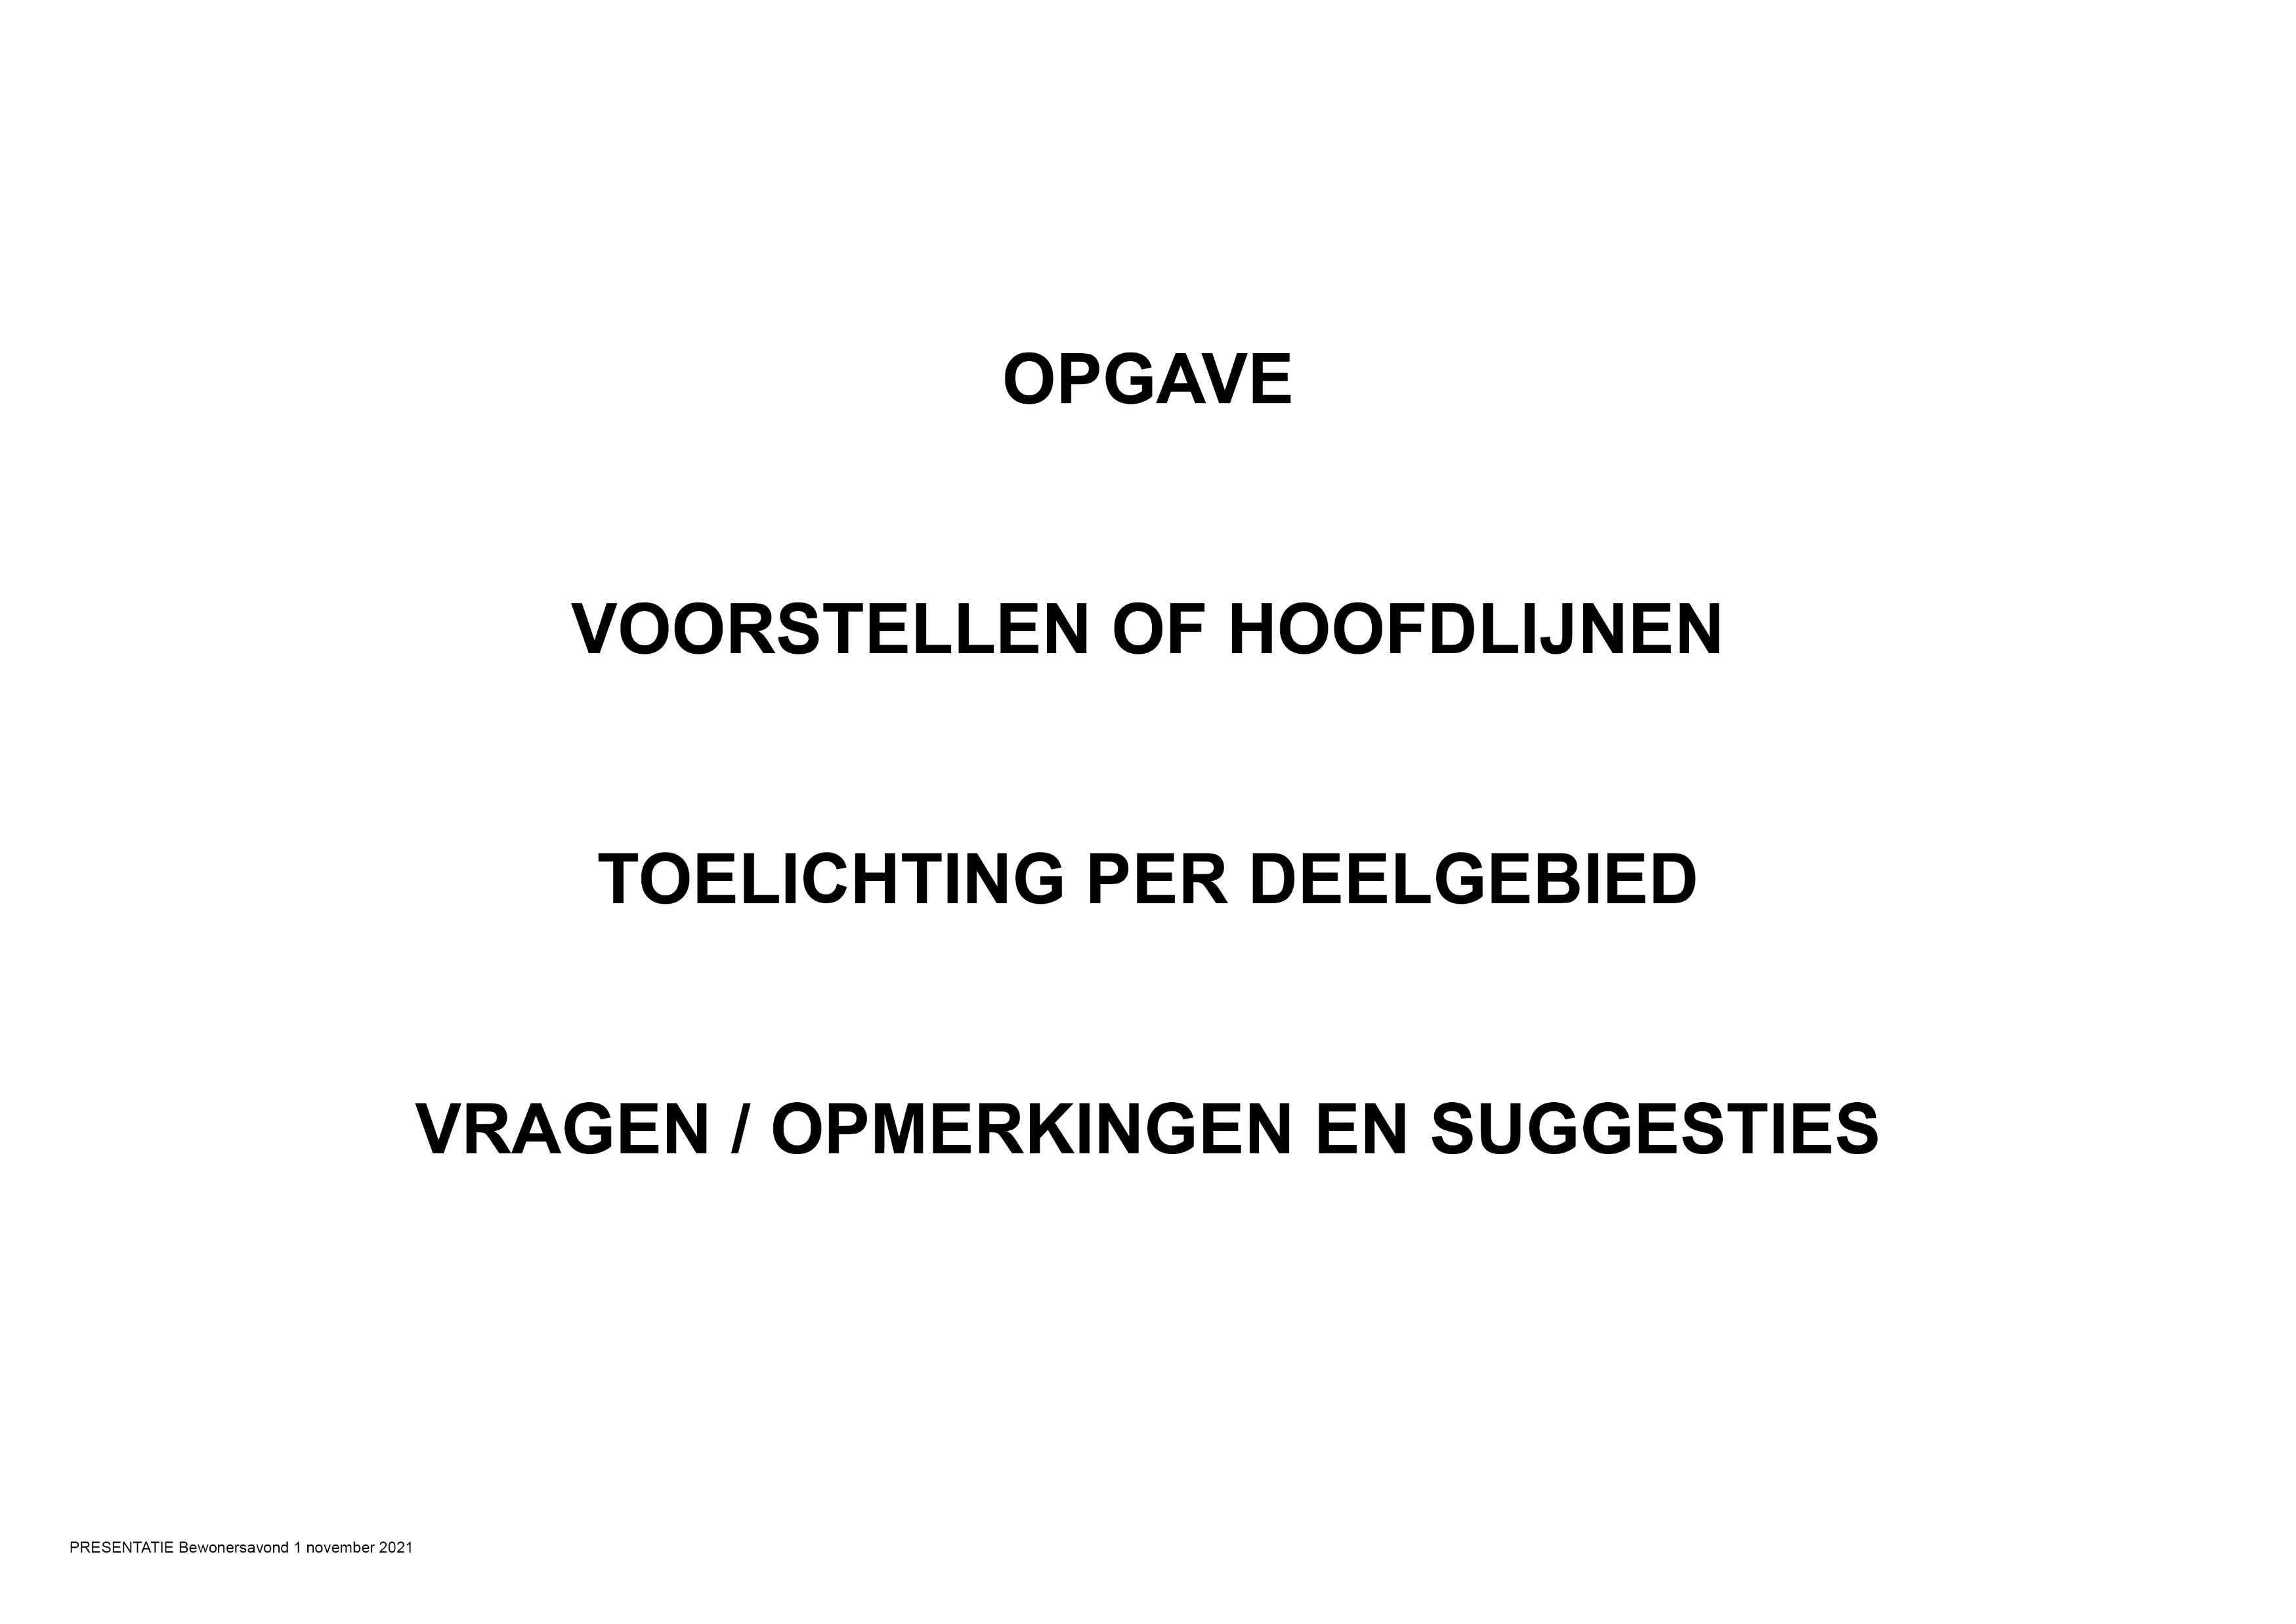 OPGAVE
VOORSTELLEN OF HOOFDLIJNEN
TOELICHTING PER DEELGEBIED
VRAGEN / OPMERKINGEN EN SUGGESTIES
PRESENTATIE Bewonersavond 1 november 2021